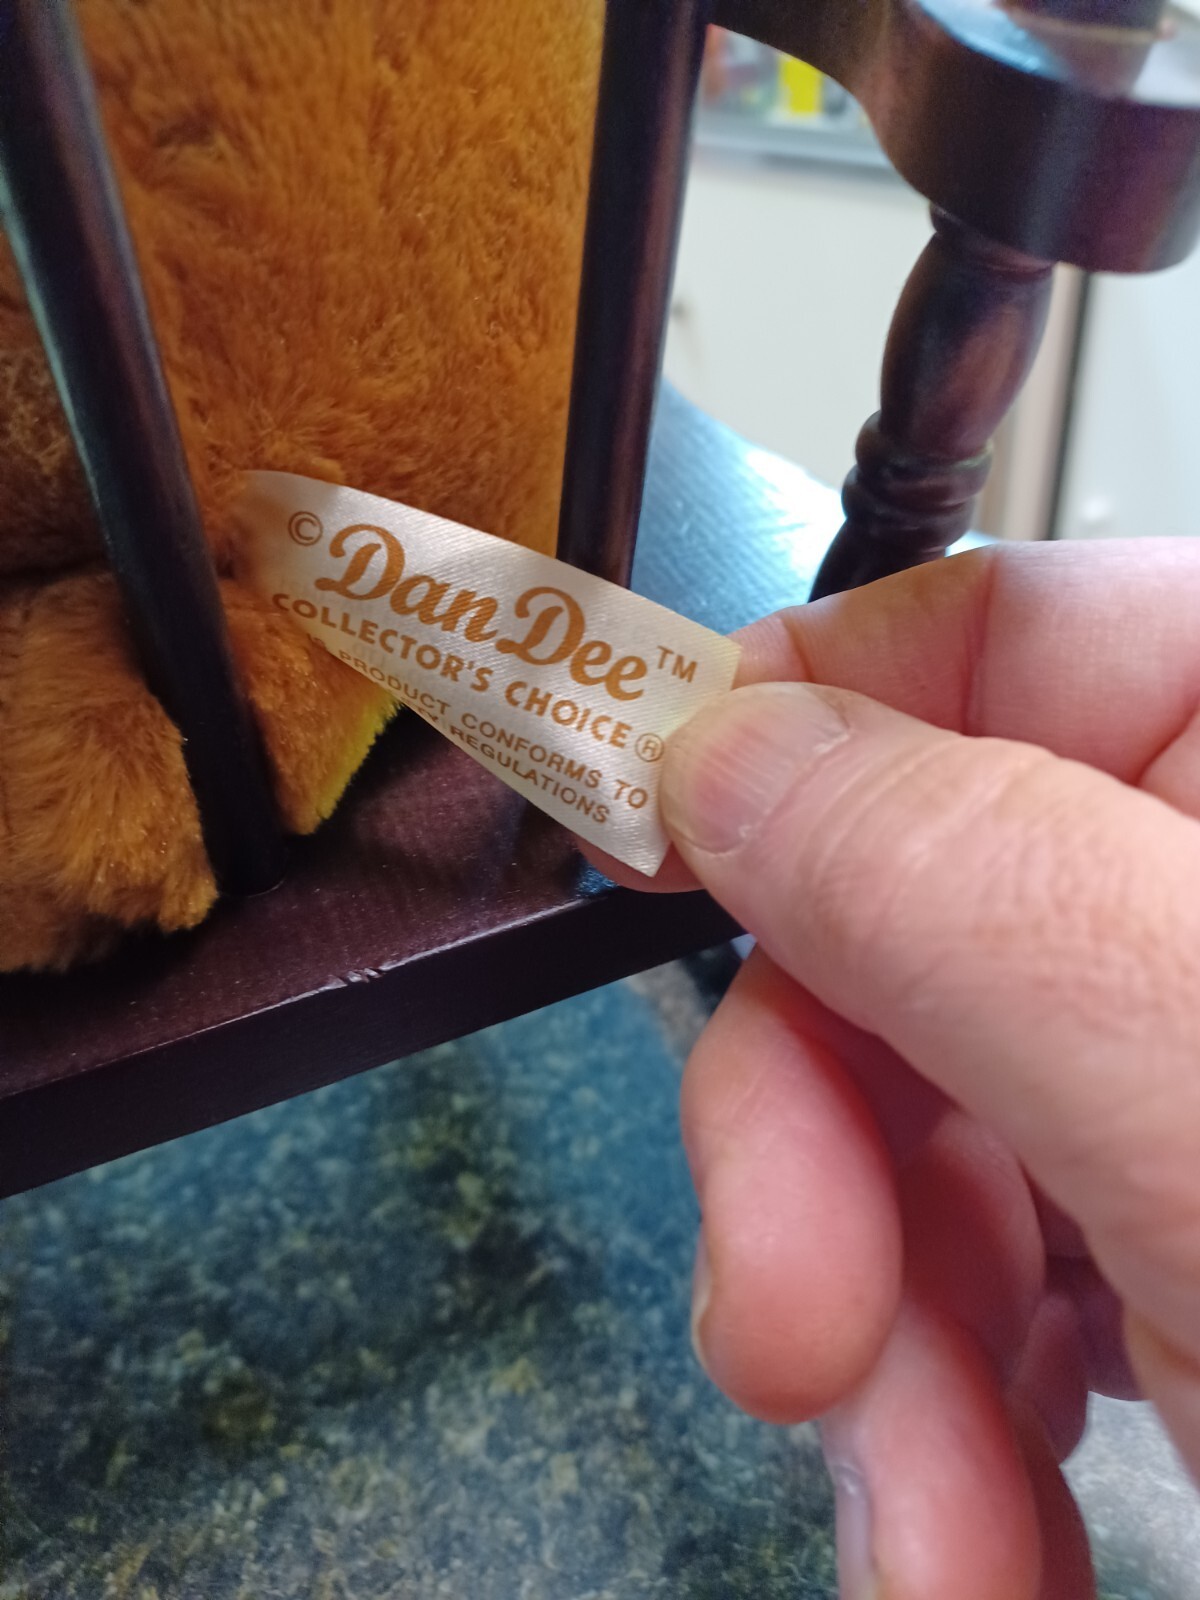 © Dan Dee™
COLLECTOR'S CHOICE®
PRODUCT CONFORMS TO
REGULATIONS